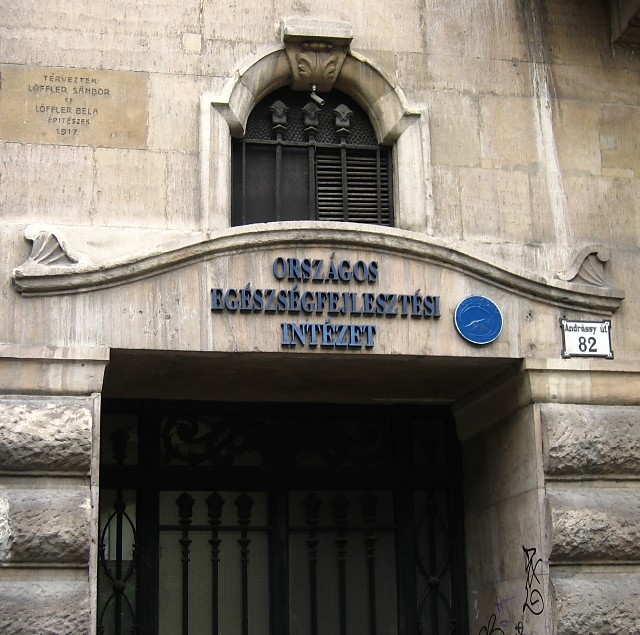 TERVEZTEK
LÖFFLER SÁNDOR
ÉS
LÖFFLER BÉLA
ÉPITÉSZEK
1917
ORSZÁGOS
EGÉSZSÉGFEJLESZTÉSI
INTÉZET
Andrássy út
82